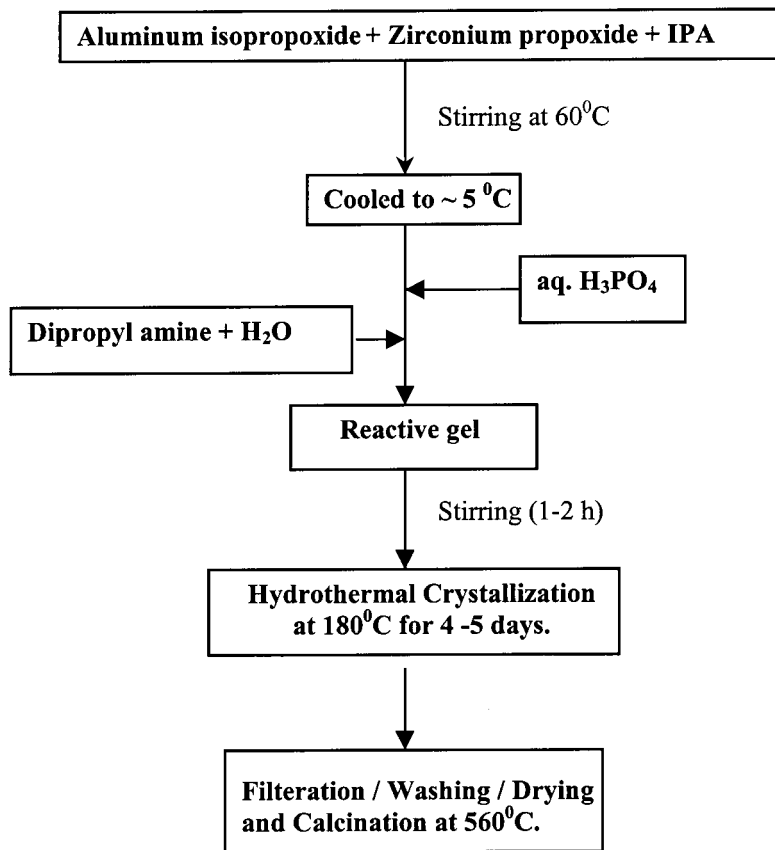 Aluminum isopropoxide + Zirconium propoxide + IPA
Stirring at 60⁰C
Cooled to ~ 5 ⁰C
aq. H₃PO₄
Dipropyl amine + H₂O
Reactive gel
Stirring (1-2 h)
Hydrothermal Crystallization
at 180⁰C for 4 -5 days.
Filteration / Washing / Drying
and Calcination at 560⁰C.